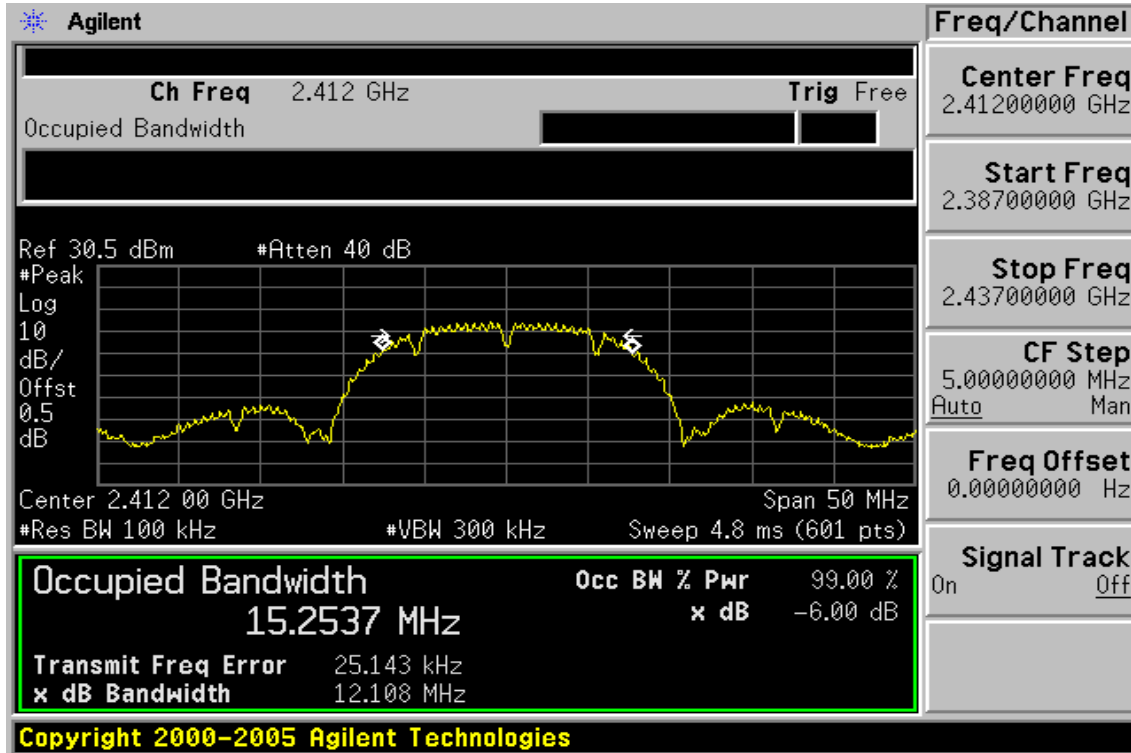 Agilent
Freq/Channel
Ch Freq 2.412 GHz Trig Free
Occupied Bandwidth
Center Freq
2.41200000 GHz
Start Freq
2.38700000 GHz
Stop Freq
2.43700000 GHz
CF Step
5.00000000 MHz
Auto Man
Freq Offset
0.00000000 Hz
Signal Track
On Off
Ref 30.5 dBm #Atten 40 dB
#Peak
Log
10
dB/
Offst
0.5
dB
Center 2.412 00 GHz Span 50 MHz
#Res BW 100 kHz #VBW 300 kHz Sweep 4.8 ms (601 pts)
Occupied Bandwidth Occ BW % Pwr 99.00 %
15.2537 MHz x dB -6.00 dB
Transmit Freq Error 25.143 kHz
x dB Bandwidth 12.108 MHz
Copyright 2000-2005 Agilent Technologies